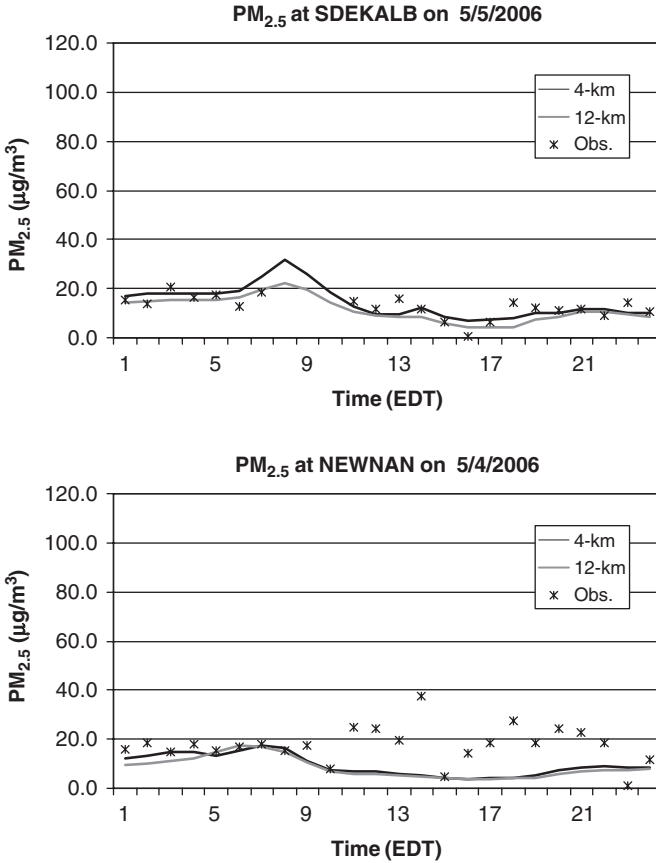 PM2.5 at SDEKALB on 5/5/2006
120.0
100.0
80.0
60.0
40.0
20.0
0.0
PM2.5 (µg/m³)
4-km
12-km
Obs.
1 5 9 13 17 21
Time (EDT)
PM2.5 at NEWNAN on 5/4/2006
120.0
100.0
80.0
60.0
40.0
20.0
0.0
PM2.5 (µg/m³)
4-km
12-km
Obs.
1 5 9 13 17 21
Time (EDT)